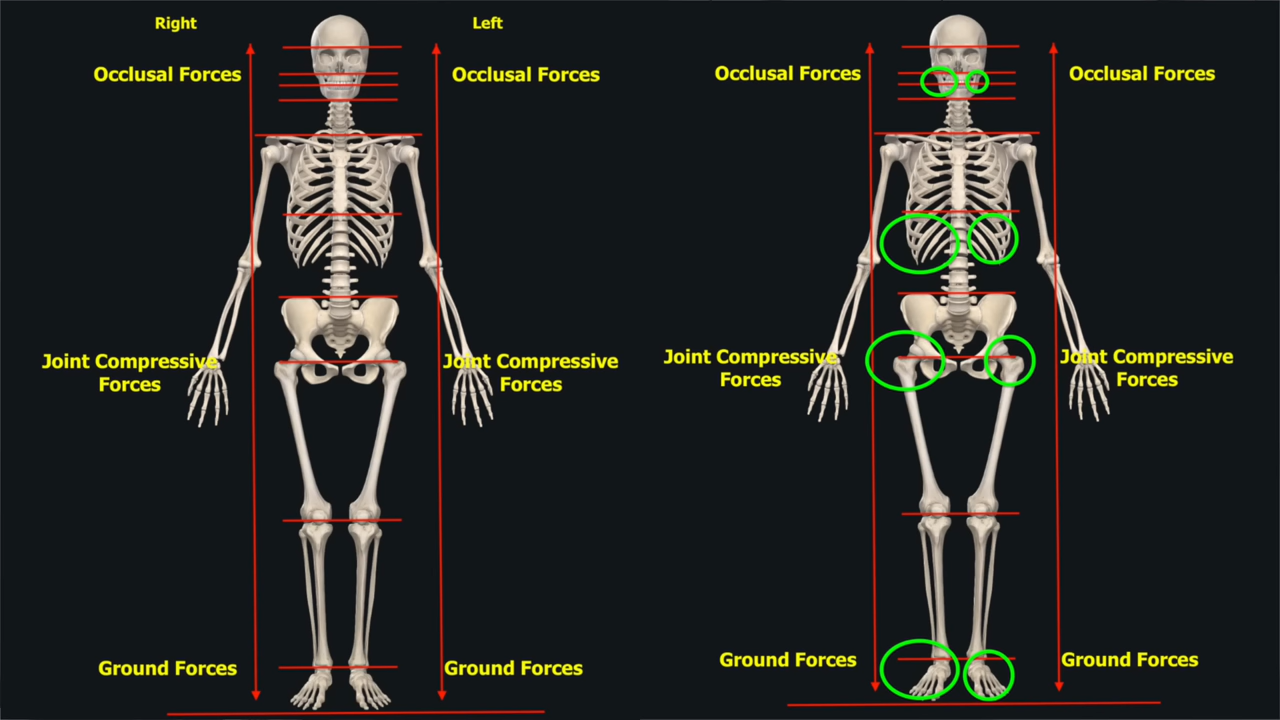 Right
Left
Occlusal Forces
Occlusal Forces
Occlusal Forces
Occlusal Forces
Joint Compressive
Forces
Joint Compressive
Forces
Joint Compressive
Forces
Joint Compressive
Forces
Ground Forces
Ground Forces
Ground Forces
Ground Forces